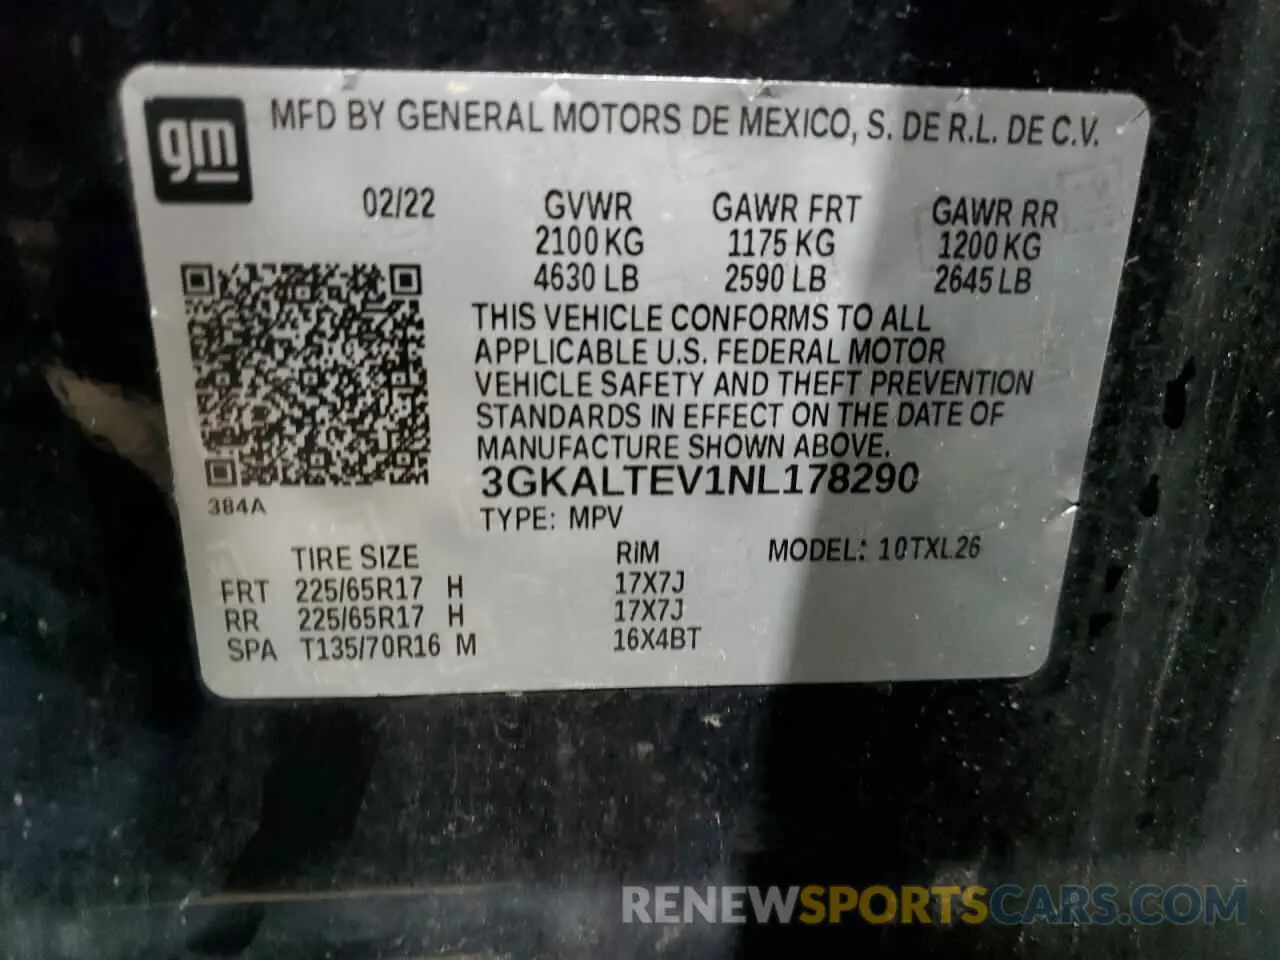 gm
MFD BY GENERAL MOTORS DE MEXICO, S. DE R.L. DE C.V.
02/22 GVWR GAWR FRT GAWR RR
2100 KG 1175 KG 1200 KG
4630 LB 2590 LB 2645 LB
THIS VEHICLE CONFORMS TO ALL
APPLICABLE U.S. FEDERAL MOTOR
VEHICLE SAFETY AND THEFT PREVENTION
STANDARDS IN EFFECT ON THE DATE OF
MANUFACTURE SHOWN ABOVE.
3GKALTEV1NL178290
384A
TYPE: MPV
TIRE SIZE RiM MODEL: 10TXL26
FRT 225/65R17 H 17X7J
RR 225/65R17 H 17X7J
SPA T135/70R16 M 16X4BT
RENEWSPORTSCARS.COM